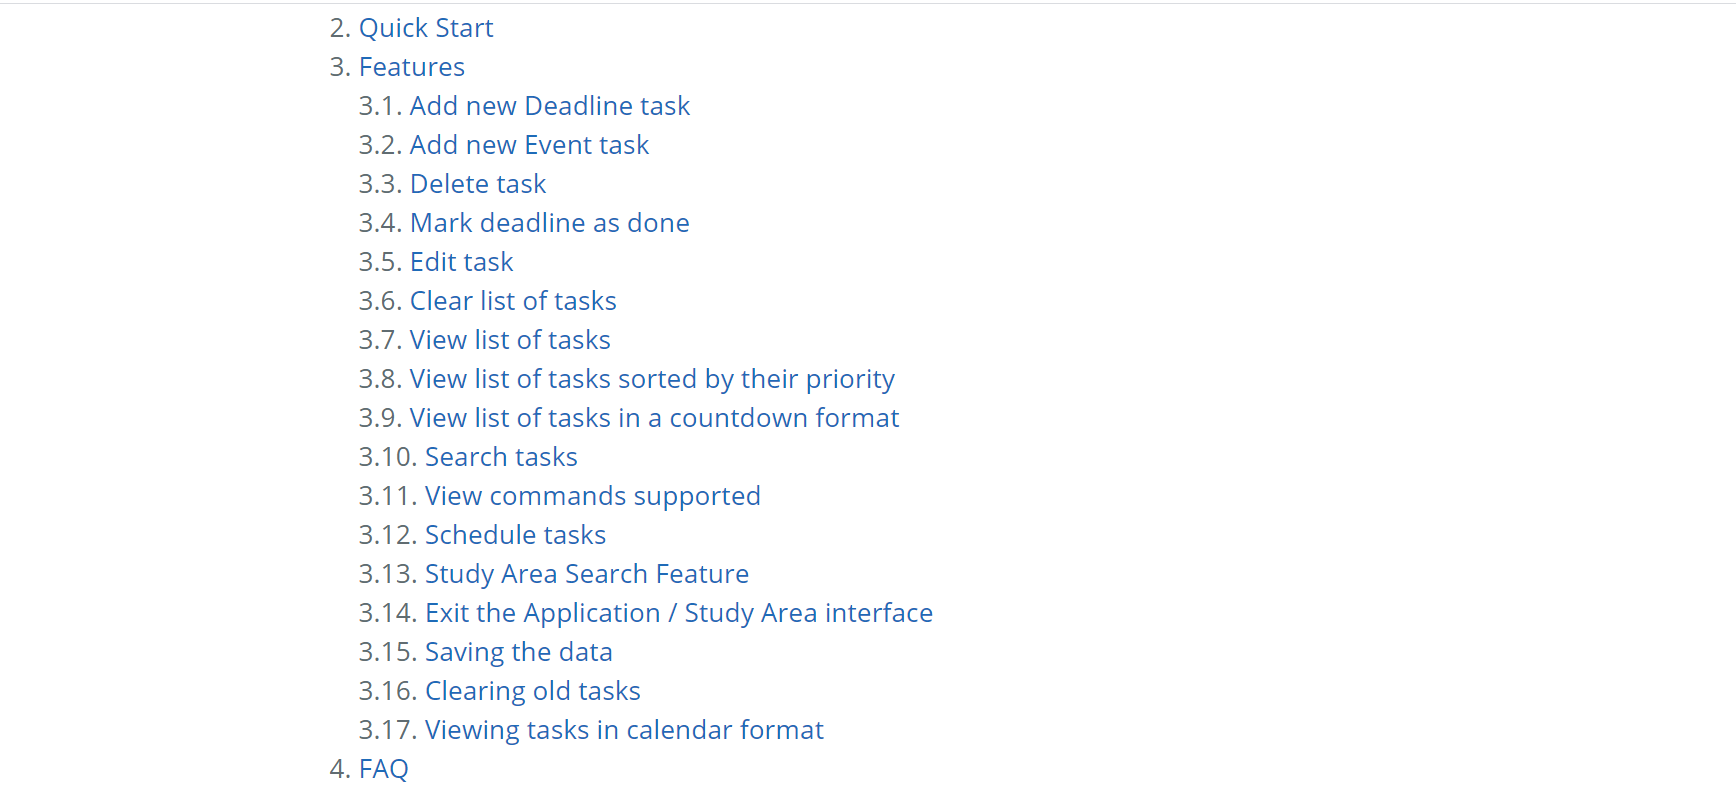 2. Quick Start
3. Features
3.1. Add new Deadline task
3.2. Add new Event task
3.3. Delete task
3.4. Mark deadline as done
3.5. Edit task
3.6. Clear list of tasks
3.7. View list of tasks
3.8. View list of tasks sorted by their priority
3.9. View list of tasks in a countdown format
3.10. Search tasks
3.11. View commands supported
3.12. Schedule tasks
3.13. Study Area Search Feature
3.14. Exit the Application / Study Area interface
3.15. Saving the data
3.16. Clearing old tasks
3.17. Viewing tasks in calendar format
4. FAQ